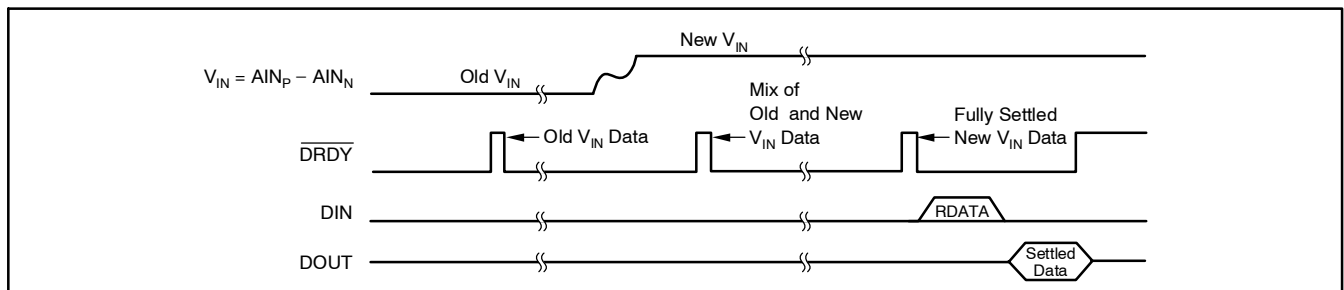 New V_IN
V_IN = AIN_P − AIN_N
Old V_IN
Mix of
Old and New
V_IN Data
Fully Settled
New V_IN Data
Old V_IN Data
DRDY
DIN
RDATA
DOUT
Settled
Data